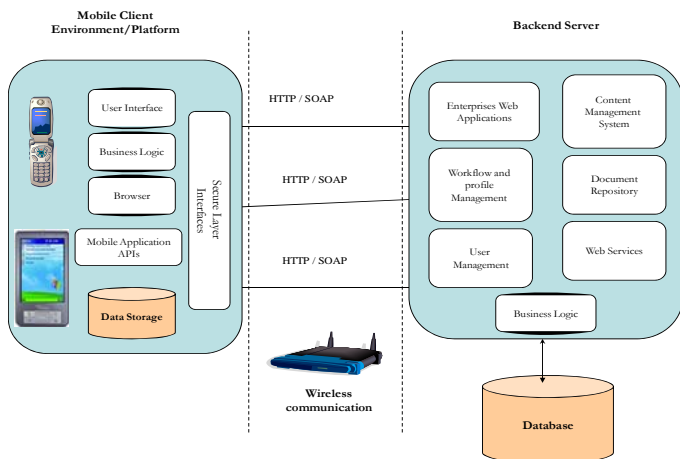 Mobile Client
Environment/Platform
User Interface
Business Logic
Browser
Mobile Application
APIs
Data Storage
Secure Layer
Interfaces
HTTP / SOAP
HTTP / SOAP
HTTP / SOAP
Wireless
communication
Backend Server
Enterprises Web
Applications
Content
Management
System
Workflow and
profile
Management
Document
Repository
User
Management
Web Services
Business Logic
Database